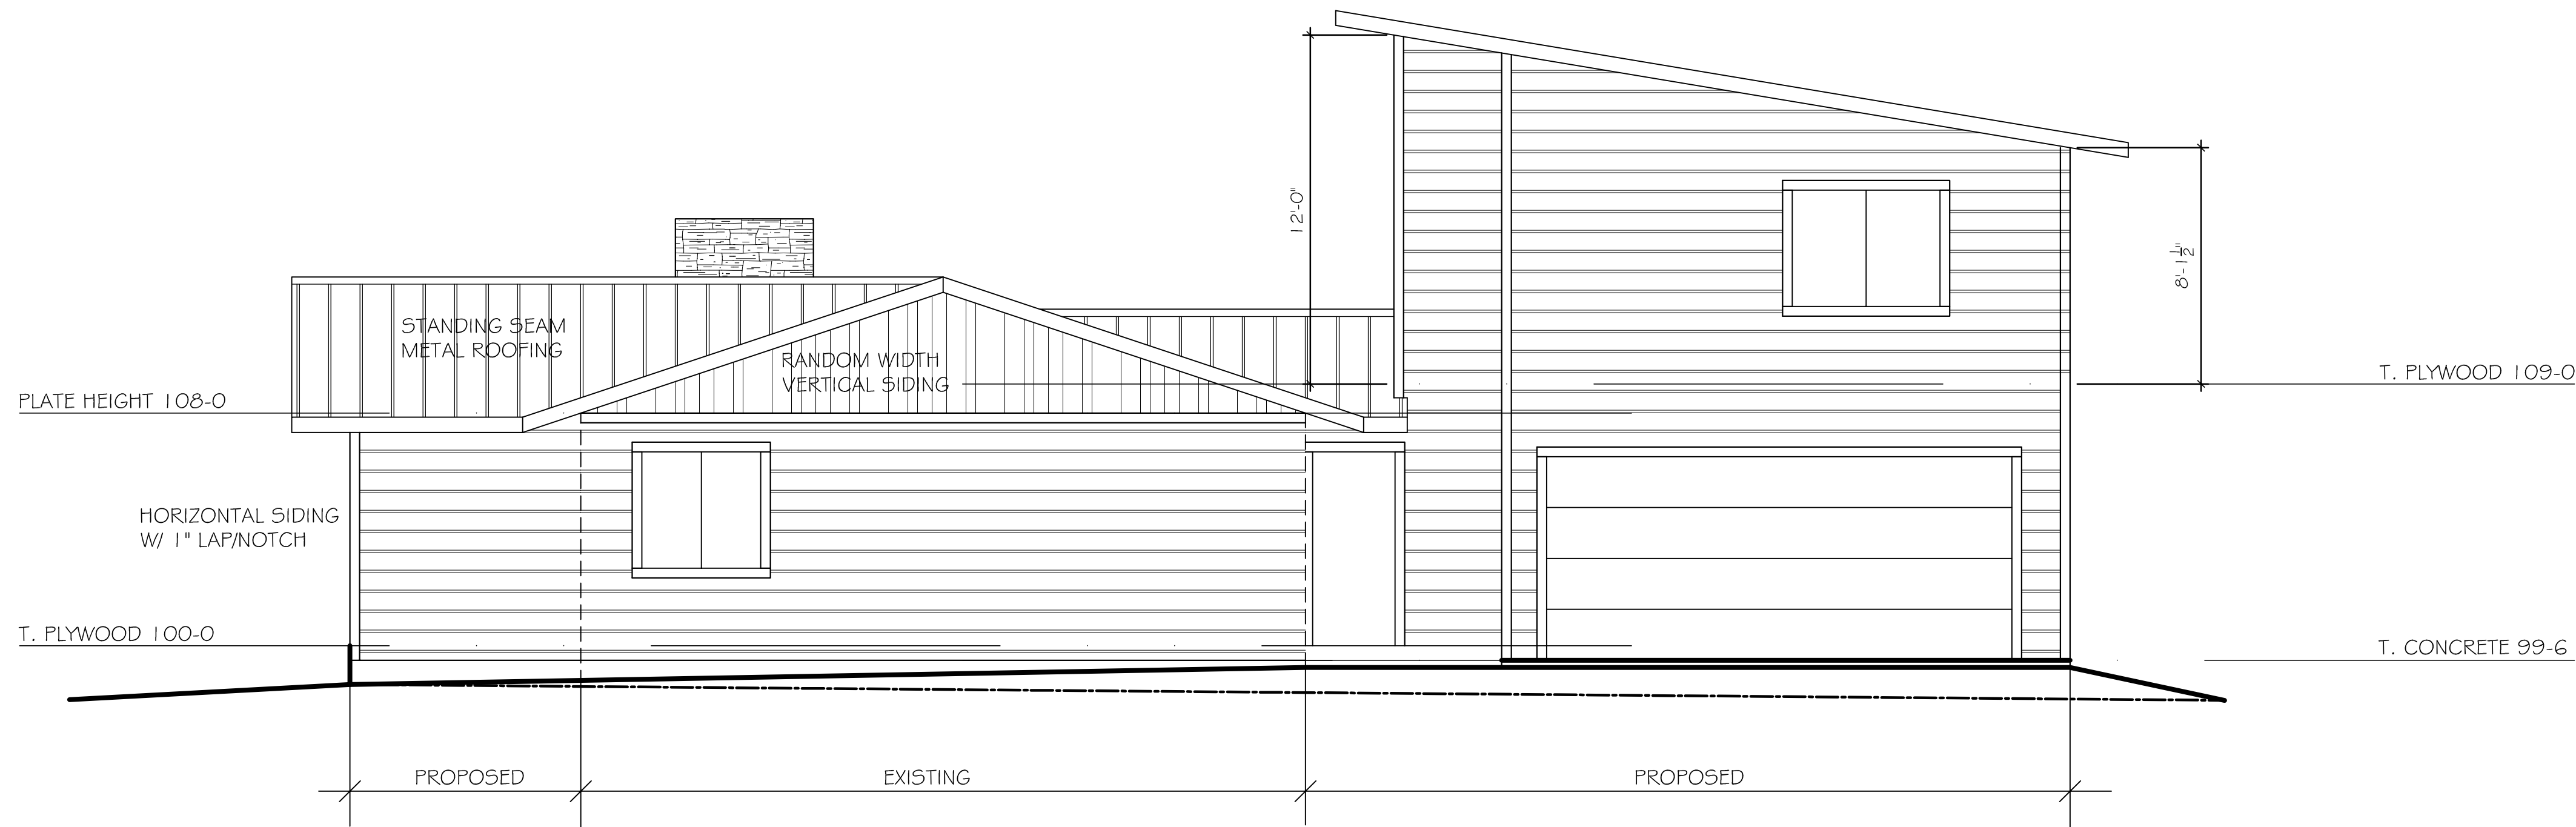 12'-0"
8'-1 1/2"
STANDING SEAM
METAL ROOFING
RANDOM WIDTH
VERTICAL SIDING
T. PLYWOOD 109-0
PLATE HEIGHT 108-0
HORIZONTAL SIDING
W/ 1" LAP/NOTCH
T. PLYWOOD 100-0
T. CONCRETE 99-6
PROPOSED
EXISTING
PROPOSED